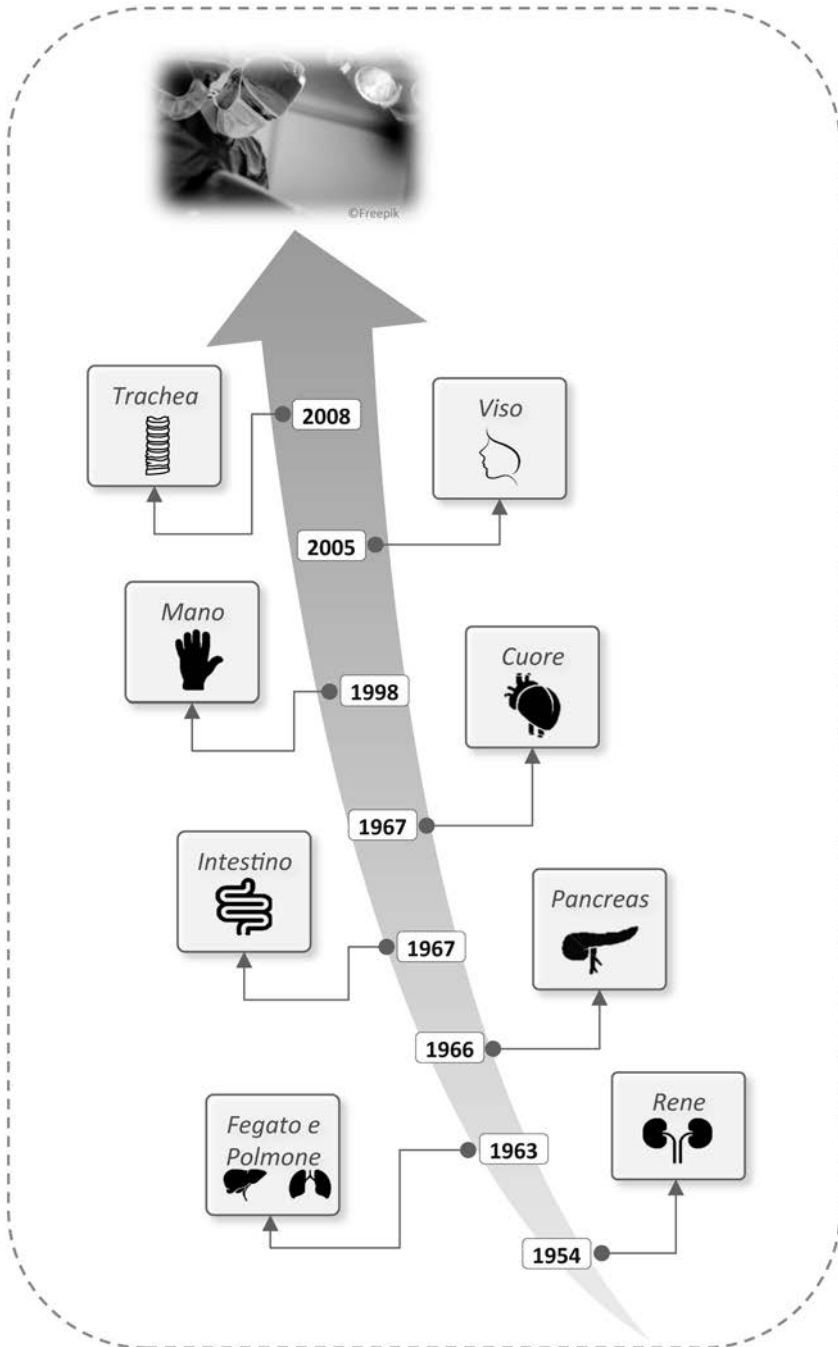 ©Freepik
Trachea
2008
Viso
2005
Mano
1998
Cuore
1967
Intestino
1967
Pancreas
1966
Fegato e
Polmone
1963
Rene
1954